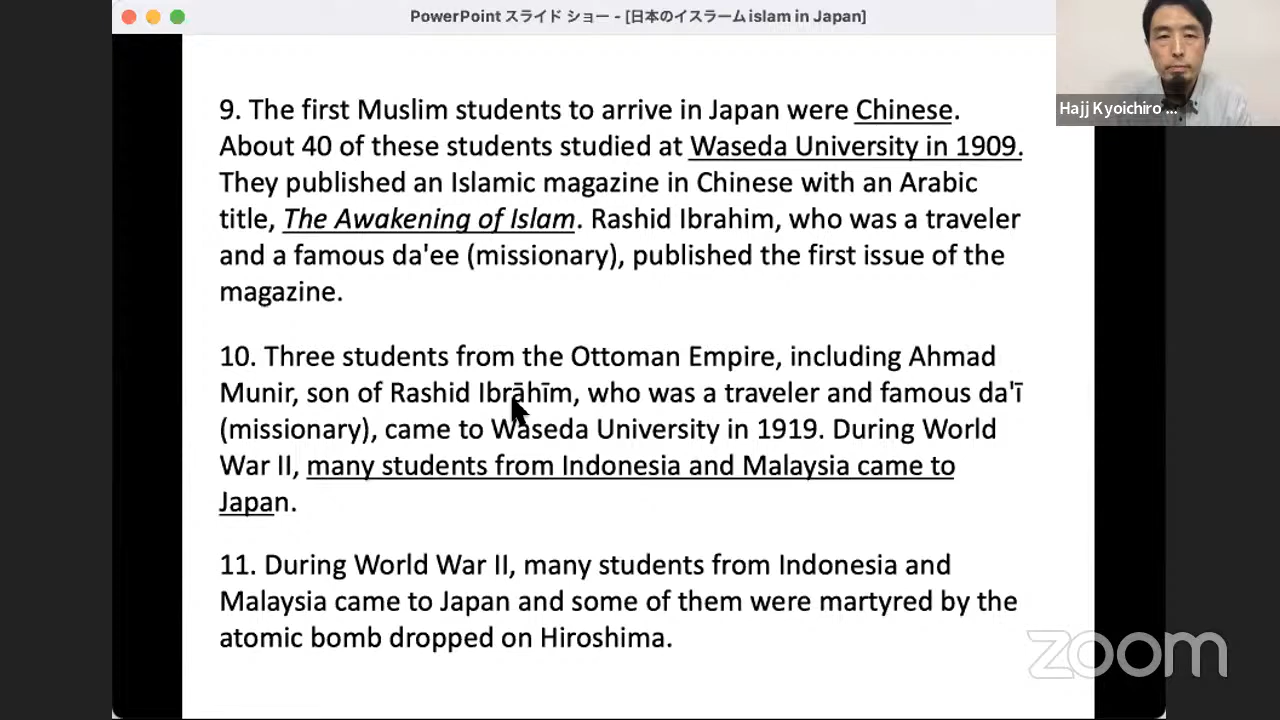 PowerPoint スライド ショー - [日本のイスラームislam in Japan]
Hajj Kyoichiro ...
9. The first Muslim students to arrive in Japan were Chinese.
About 40 of these students studied at Waseda University in 1909.
They published an Islamic magazine in Chinese with an Arabic
title, The Awakening of Islam. Rashid Ibrahim, who was a traveler
and a famous da'ee (missionary), published the first issue of the
magazine.
10. Three students from the Ottoman Empire, including Ahmad
Munir, son of Rashid Ibrāhīm, who was a traveler and famous da'ī
(missionary), came to Waseda University in 1919. During World
War II, many students from Indonesia and Malaysia came to
Japan.
11. During World War II, many students from Indonesia and
Malaysia came to Japan and some of them were martyred by the
atomic bomb dropped on Hiroshima.
zoom